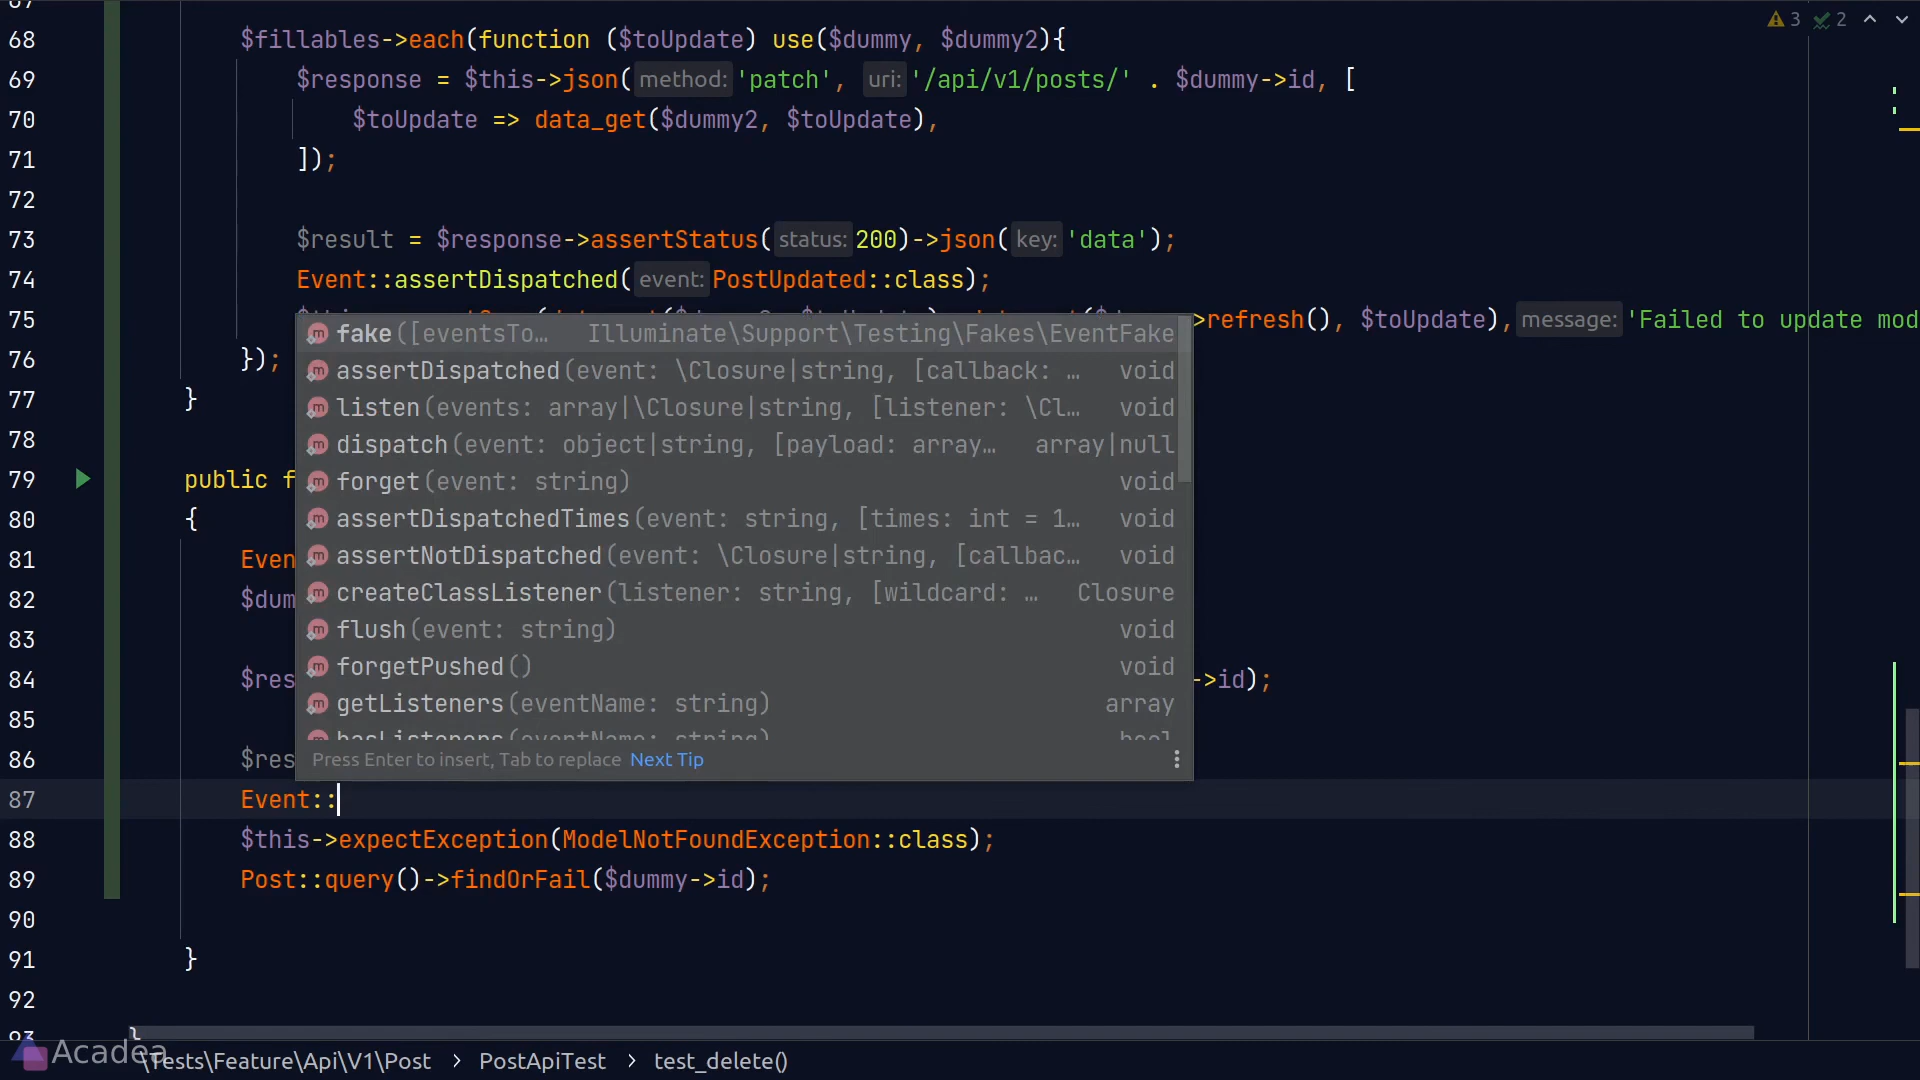 67
68 $fillables->each(function ($toUpdate) use($dummy, $dummy2){
69 $response = $this->json( method: 'patch', uri: '/api/v1/posts/' . $dummy->id, [
70 $toUpdate => data_get($dummy2, $toUpdate),
71 ]);
72
73 $result = $response->assertStatus( status: 200)->json( key: 'data');
74 Event::assertDispatched( event: PostUpdated::class);
75 >refresh(), $toUpdate), message: 'Failed to update mod
76 });
77 }
78
79 public f
80 {
81 Even
82 $dum
83
84 $res ->id);
85
86 $res
87 Event::
88 $this->expectException(ModelNotFoundException::class);
89 Post::query()->findOrFail($dummy->id);
90
91 }
92
93 }
fake([eventsTo… Illuminate\Support\Testing\Fakes\EventFake
assertDispatched(event: \Closure|string, [callback: … void
listen(events: array|\Closure|string, [listener: \Cl… void
dispatch(event: object|string, [payload: array… array|null
forget(event: string) void
assertDispatchedTimes(event: string, [times: int = 1… void
assertNotDispatched(event: \Closure|string, [callbac… void
createClassListener(listener: string, [wildcard: … Closure
flush(event: string) void
forgetPushed() void
getListeners(eventName: string) array
hasListeners(eventName: string) bool
Press Enter to insert, Tab to replace Next Tip
3 2
Acadea
\Tests\Feature\Api\V1\Post > PostApiTest > test_delete()